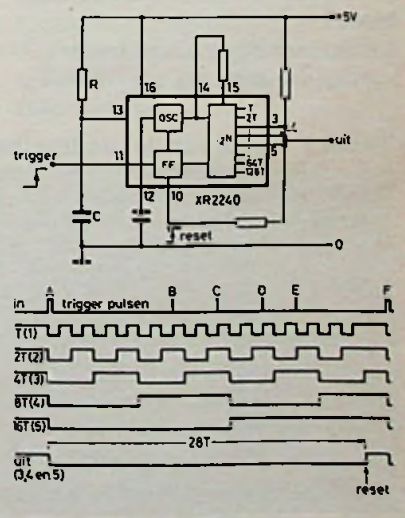 +5V
R
16 14 15
13
OSC
T
2T
2ᴺ
3
5
uit
trigger
11
FF
64T
128T
12 10
XR2240
C
reset
0
A B C D E F
in trigger pulsen
T(1)
2T(2)
4T(3)
8T(4)
16T(5)
28T
uit
(3,4 en 5)
reset